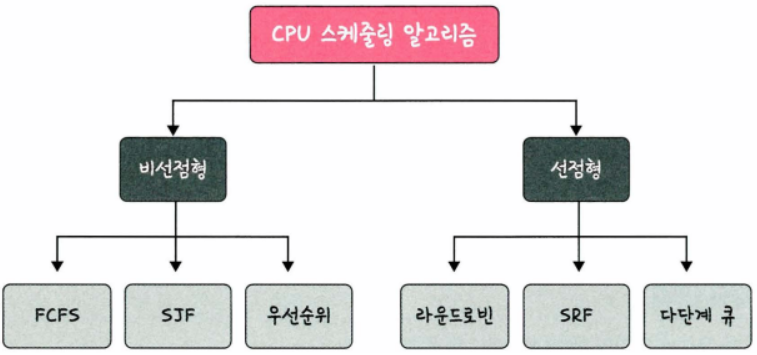 CPU 스케줄링 알고리즘
비선점형
선점형
FCFS
SJF
우선순위
라운드로빈
SRF
다단계 큐